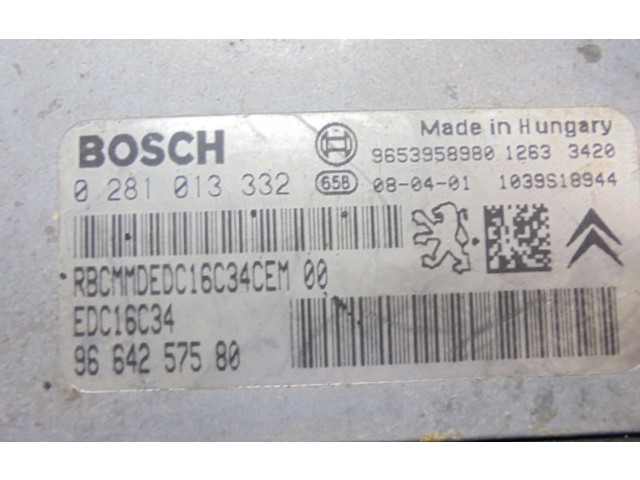 BOSCH
Made in Hungary
9653958980 1263 3420
0 281 013 332
658 08-04-01 1039S18944
RBCMMDEDC16C34CEM 00
EDC16C34
96 642 575 80